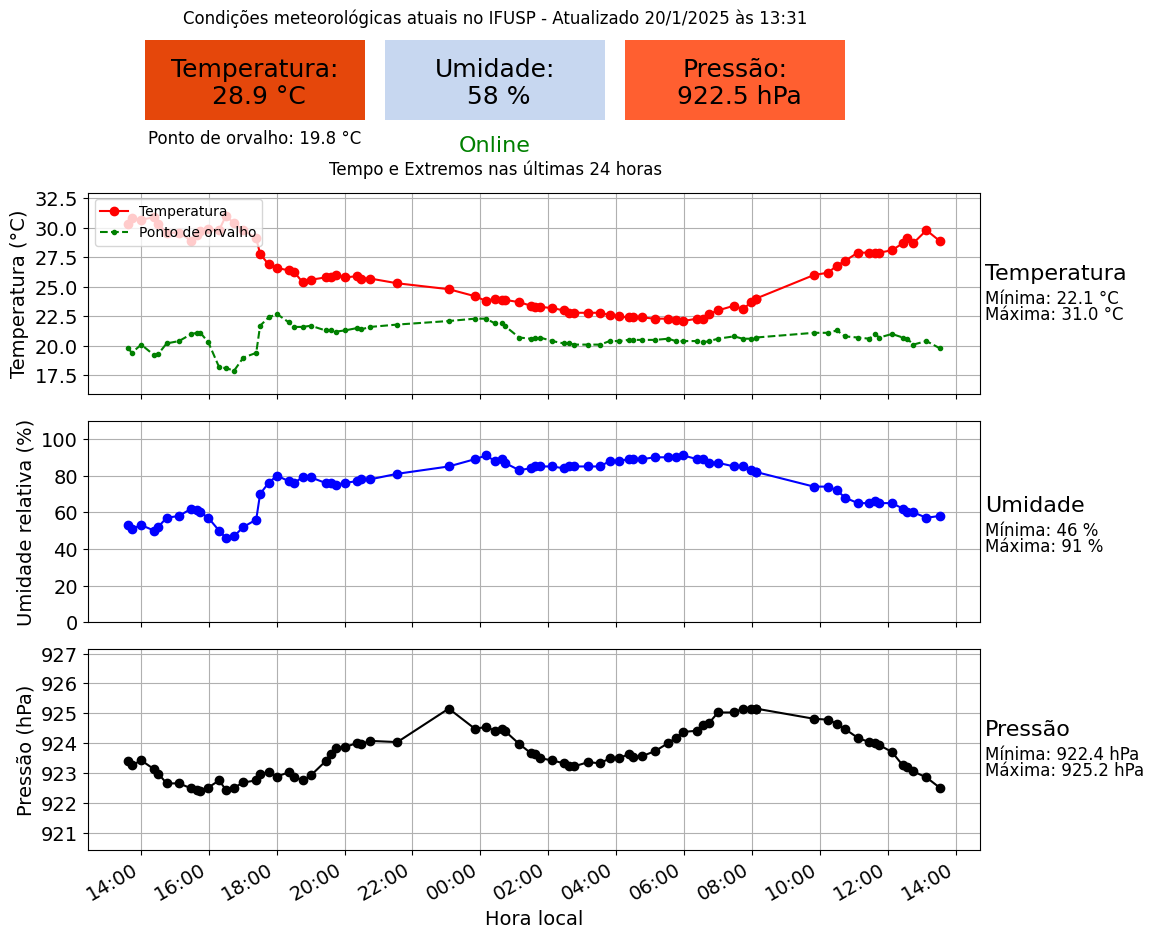 Condições meteorológicas atuais no IFUSP - Atualizado 20/1/2025 às 13:31
Temperatura:
28.9 °C
Umidade:
58 %
Pressão:
922.5 hPa
Ponto de orvalho: 19.8 °C
Online
Tempo e Extremos nas últimas 24 horas
Temperatura (°C)
32.5
30.0
27.5
25.0
22.5
20.0
17.5
Temperatura
Ponto de orvalho
Temperatura
Mínima: 22.1 °C
Máxima: 31.0 °C
Umidade relativa (%)
100
80
60
40
20
0
Umidade
Mínima: 46 %
Máxima: 91 %
Pressão (hPa)
927
926
925
924
923
922
921
Pressão
Mínima: 922.4 hPa
Máxima: 925.2 hPa
14:00 16:00 18:00 20:00 22:00 00:00 02:00 04:00 06:00 08:00 10:00 12:00 14:00
Hora local